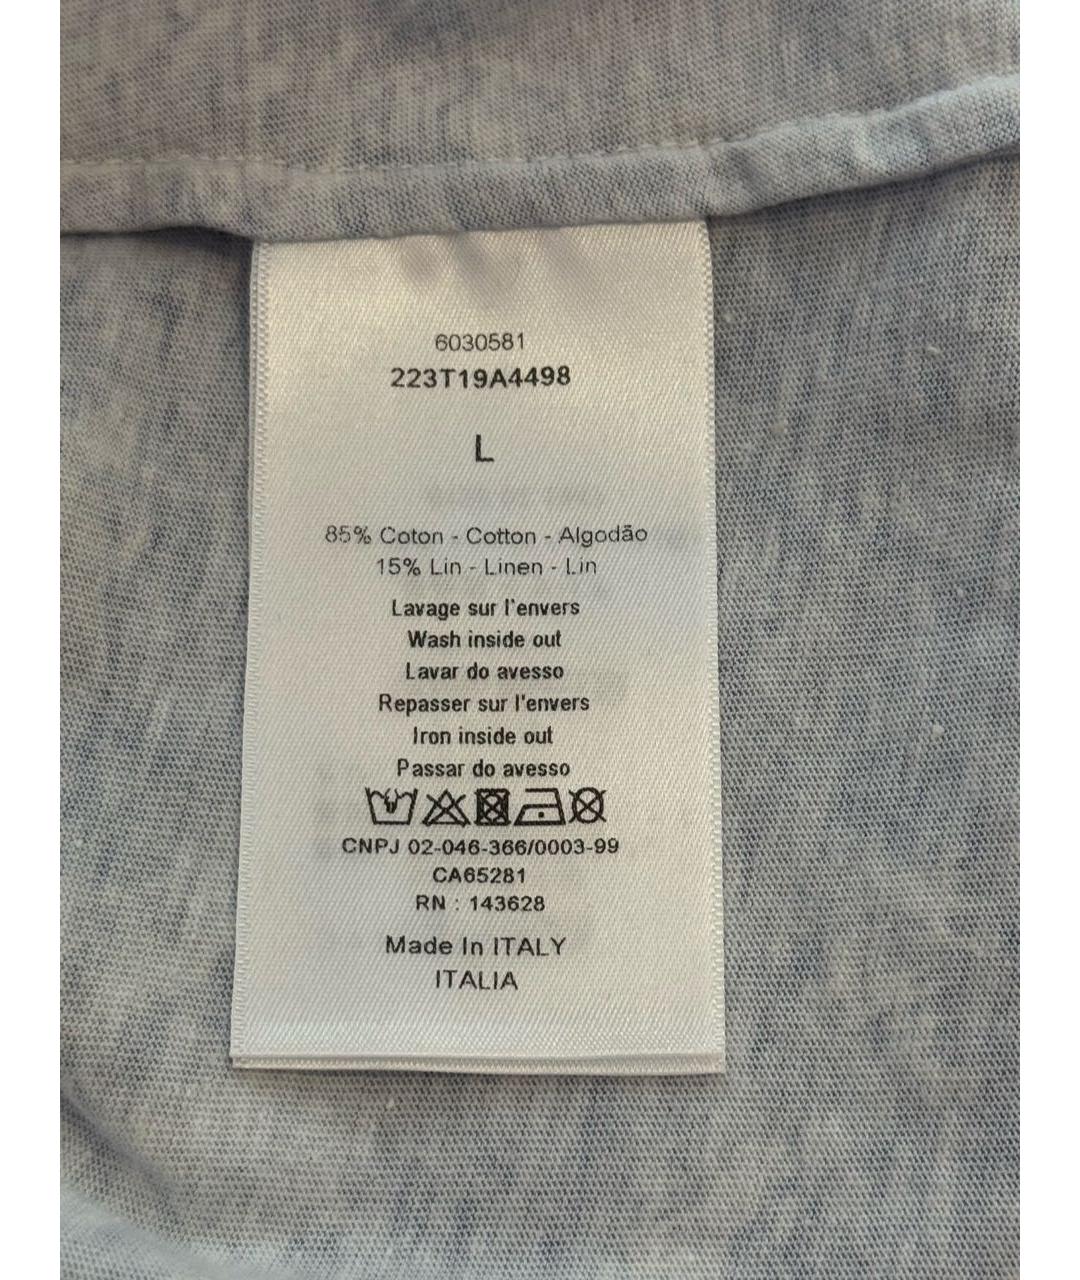 6030581
223T19A4498
L
85% Coton - Cotton - Algodão
15% Lin - Linen - Lin
Lavage sur l'envers
Wash inside out
Lavar do avesso
Repasser sur l'envers
Iron inside out
Passar do avesso
CNPJ 02-046-366/0003-99
CA65281
RN : 143628
Made In ITALY
ITALIA